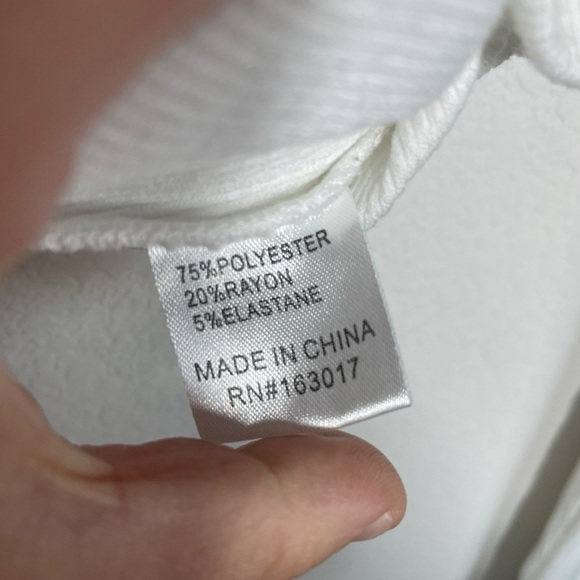 75%POLYESTER
20%RAYON
5%ELASTANE
MADE IN CHINA
RN#163017